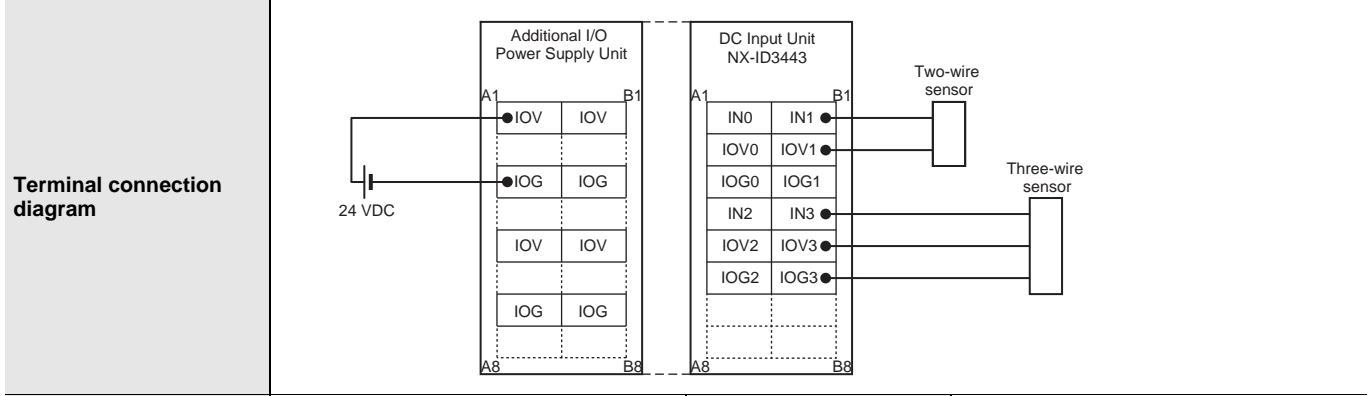 Terminal connection
diagram
Additional I/O
Power Supply Unit
A1 B1
IOV IOV
IOG IOG
IOV IOV
IOG IOG
A8 B8
24 VDC
DC Input Unit
NX-ID3443
A1 B1
IN0 IN1
IOV0 IOV1
IOG0 IOG1
IN2 IN3
IOV2 IOV3
IOG2 IOG3
A8 B8
Two-wire
sensor
Three-wire
sensor